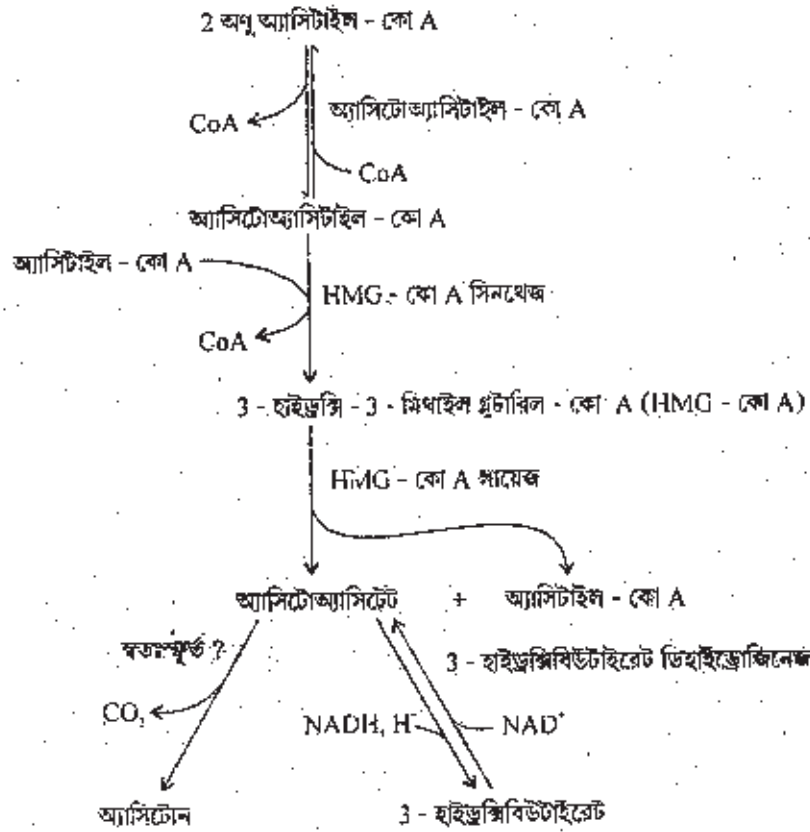 2 অণু অ্যাসিটাইল - কো A
CoA
অ্যাসিটোঅ্যাসিটাইল - কো A
CoA
অ্যাসিটোঅ্যাসিটাইল - কো A
অ্যাসিটাইল - কো A
HMG - কো A সিনথেজ
CoA
3 - হাইড্রক্সি - 3 - মিথাইল গ্লুটারিল - কো A (HMG - কো A)
HMG - কো A লায়েজ
অ্যাসিটোঅ্যাসিটেট + অ্যাসিটাইল - কো A
স্বতঃস্ফূর্ত ?
3 - হাইড্রক্সিবিউটাইরেট ডিহাইড্রোজিনেজ
CO₂
NADH, H
NAD⁺
অ্যাসিটোন
3 - হাইড্রক্সিবিউটাইরেট